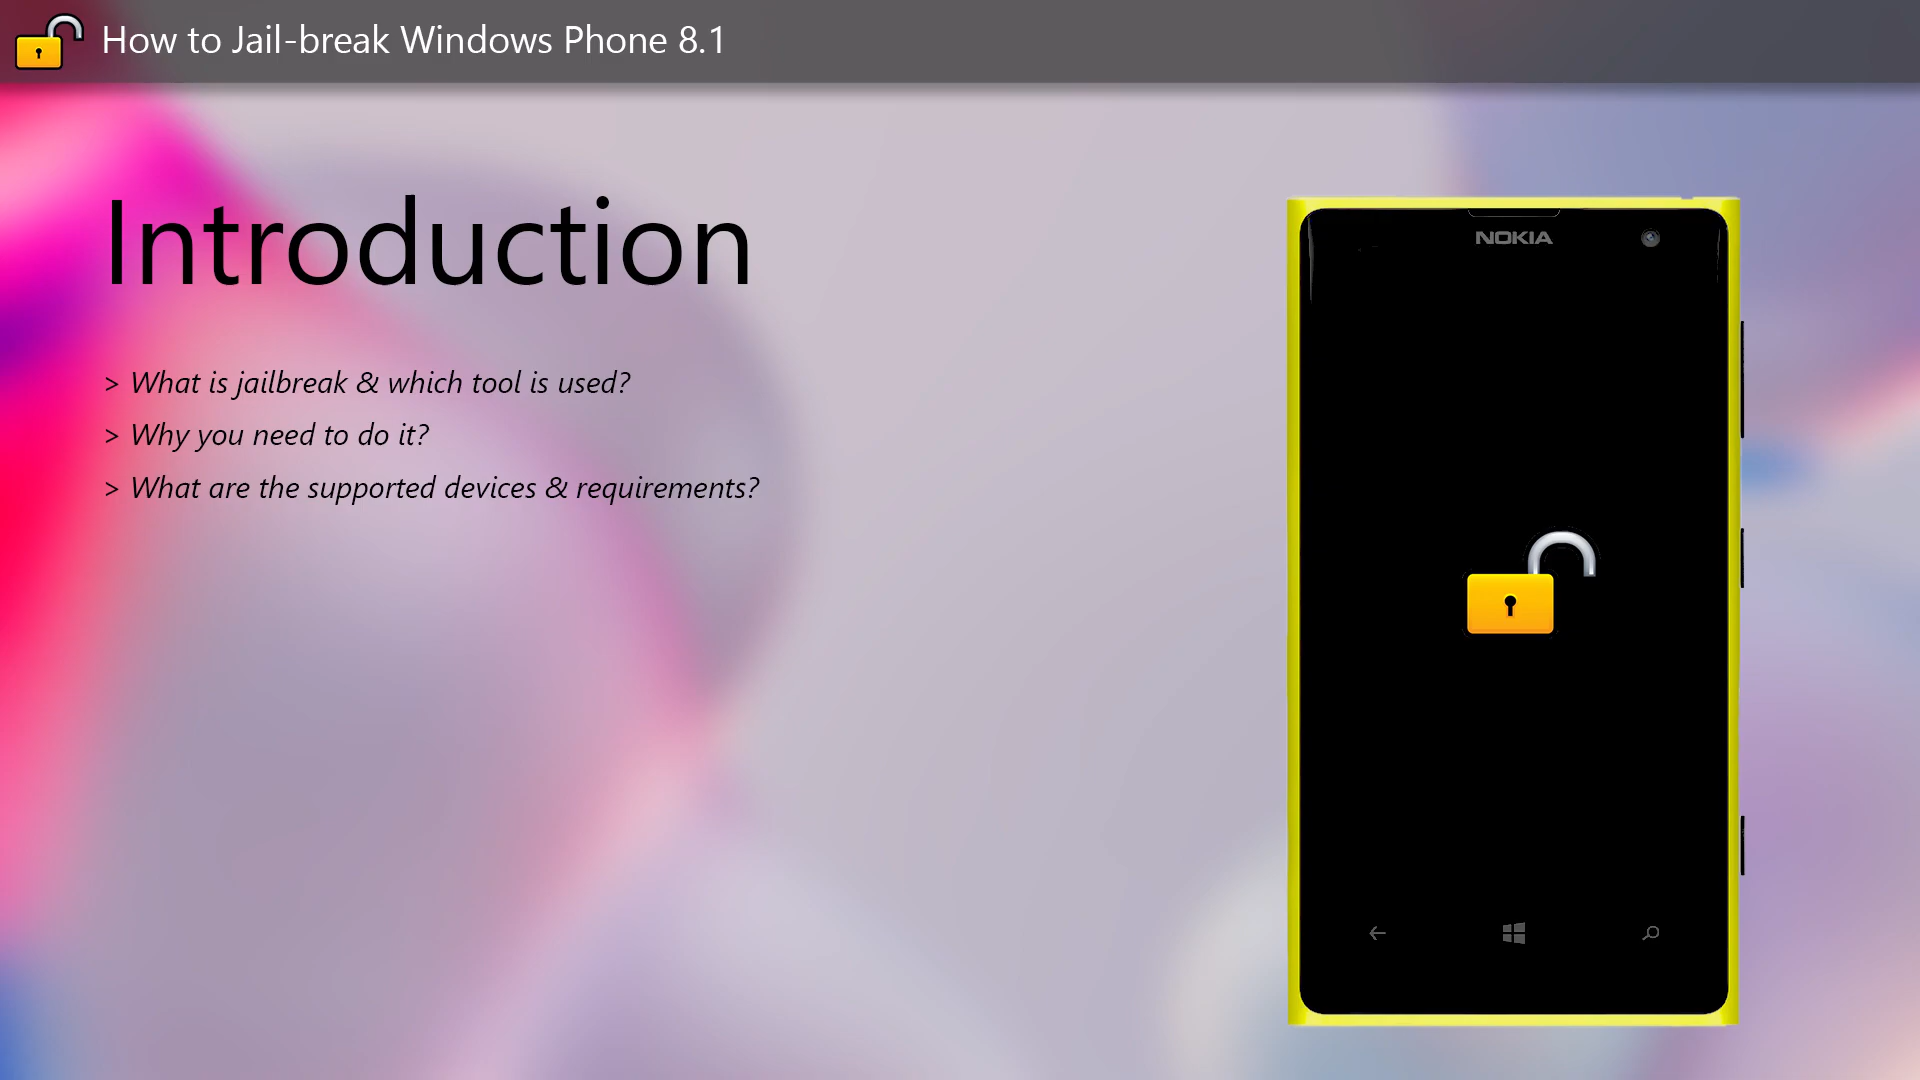 How to Jail-break Windows Phone 8.1
Introduction
> What is jailbreak & which tool is used?
> Why you need to do it?
> What are the supported devices & requirements?
NOKIA